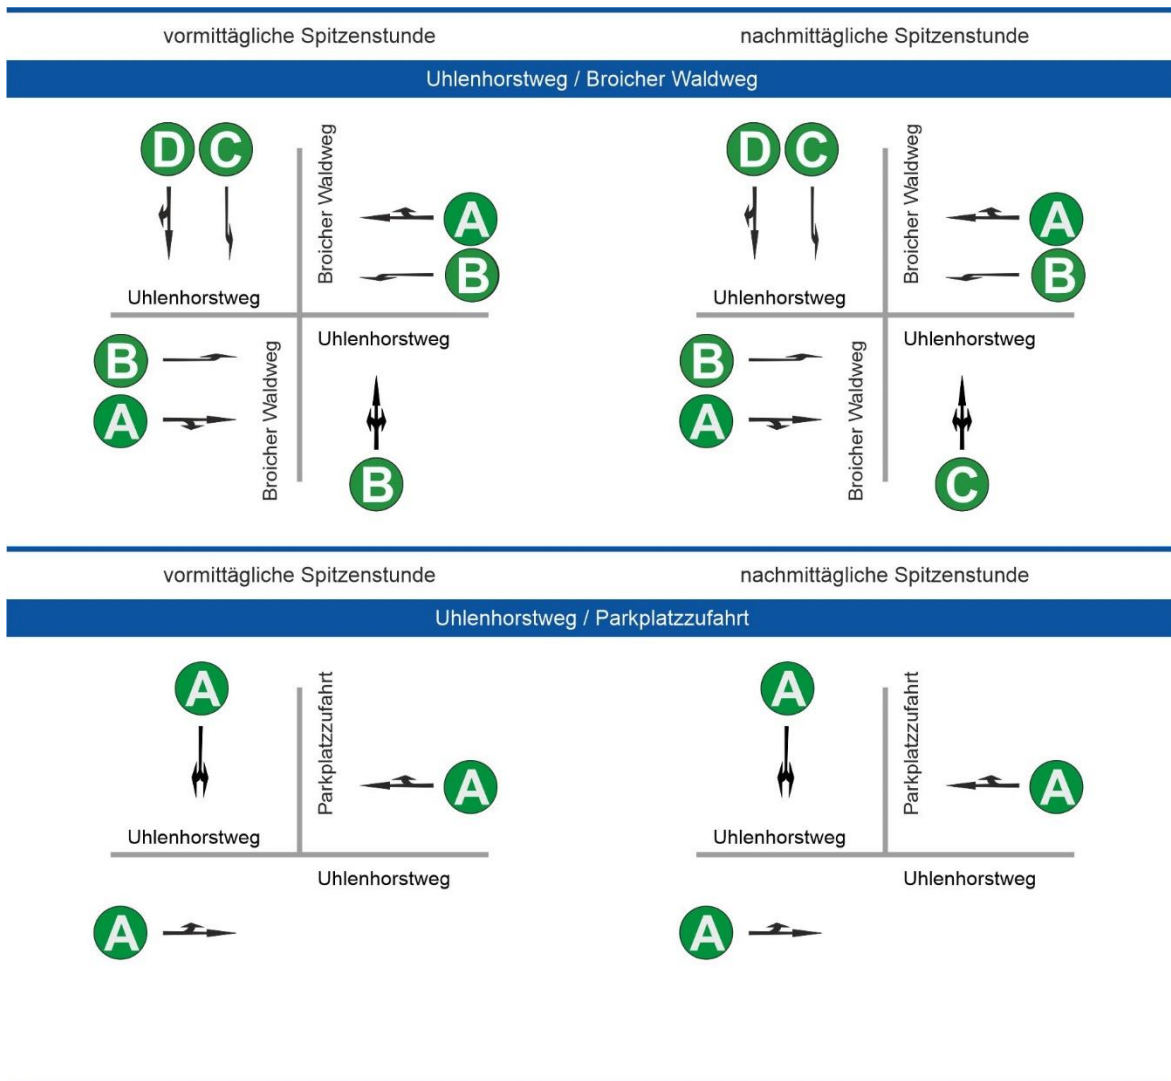 vormittägliche Spitzenstunde
nachmittägliche Spitzenstunde
Uhlenhorstweg / Broicher Waldweg
D C
Broicher Waldweg
A
B
Uhlenhorstweg
Uhlenhorstweg
B
A
Broicher Waldweg
B
D C
Broicher Waldweg
A
B
Uhlenhorstweg
Uhlenhorstweg
B
A
Broicher Waldweg
C
vormittägliche Spitzenstunde
nachmittägliche Spitzenstunde
Uhlenhorstweg / Parkplatzzufahrt
A
Parkplatzzufahrt
A
Uhlenhorstweg
Uhlenhorstweg
A
A
Parkplatzzufahrt
A
Uhlenhorstweg
Uhlenhorstweg
A